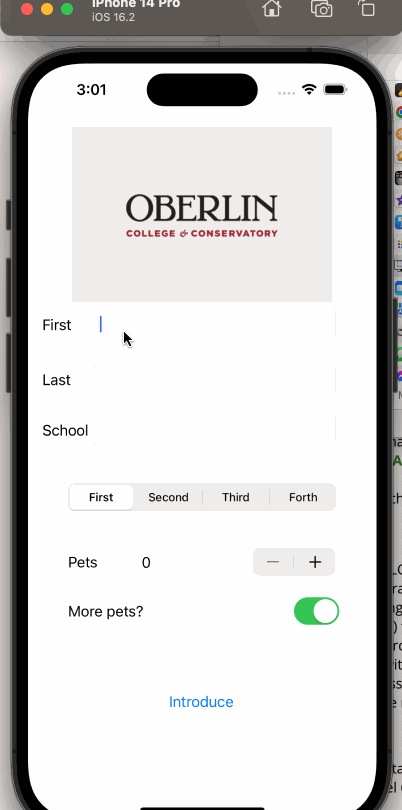 iPhone 14 Pro
iOS 16.2
3:01
OBERLIN
COLLEGE & CONSERVATORY
First
Last
School
First Second Third Forth
Pets 0 − +
More pets?
Introduce